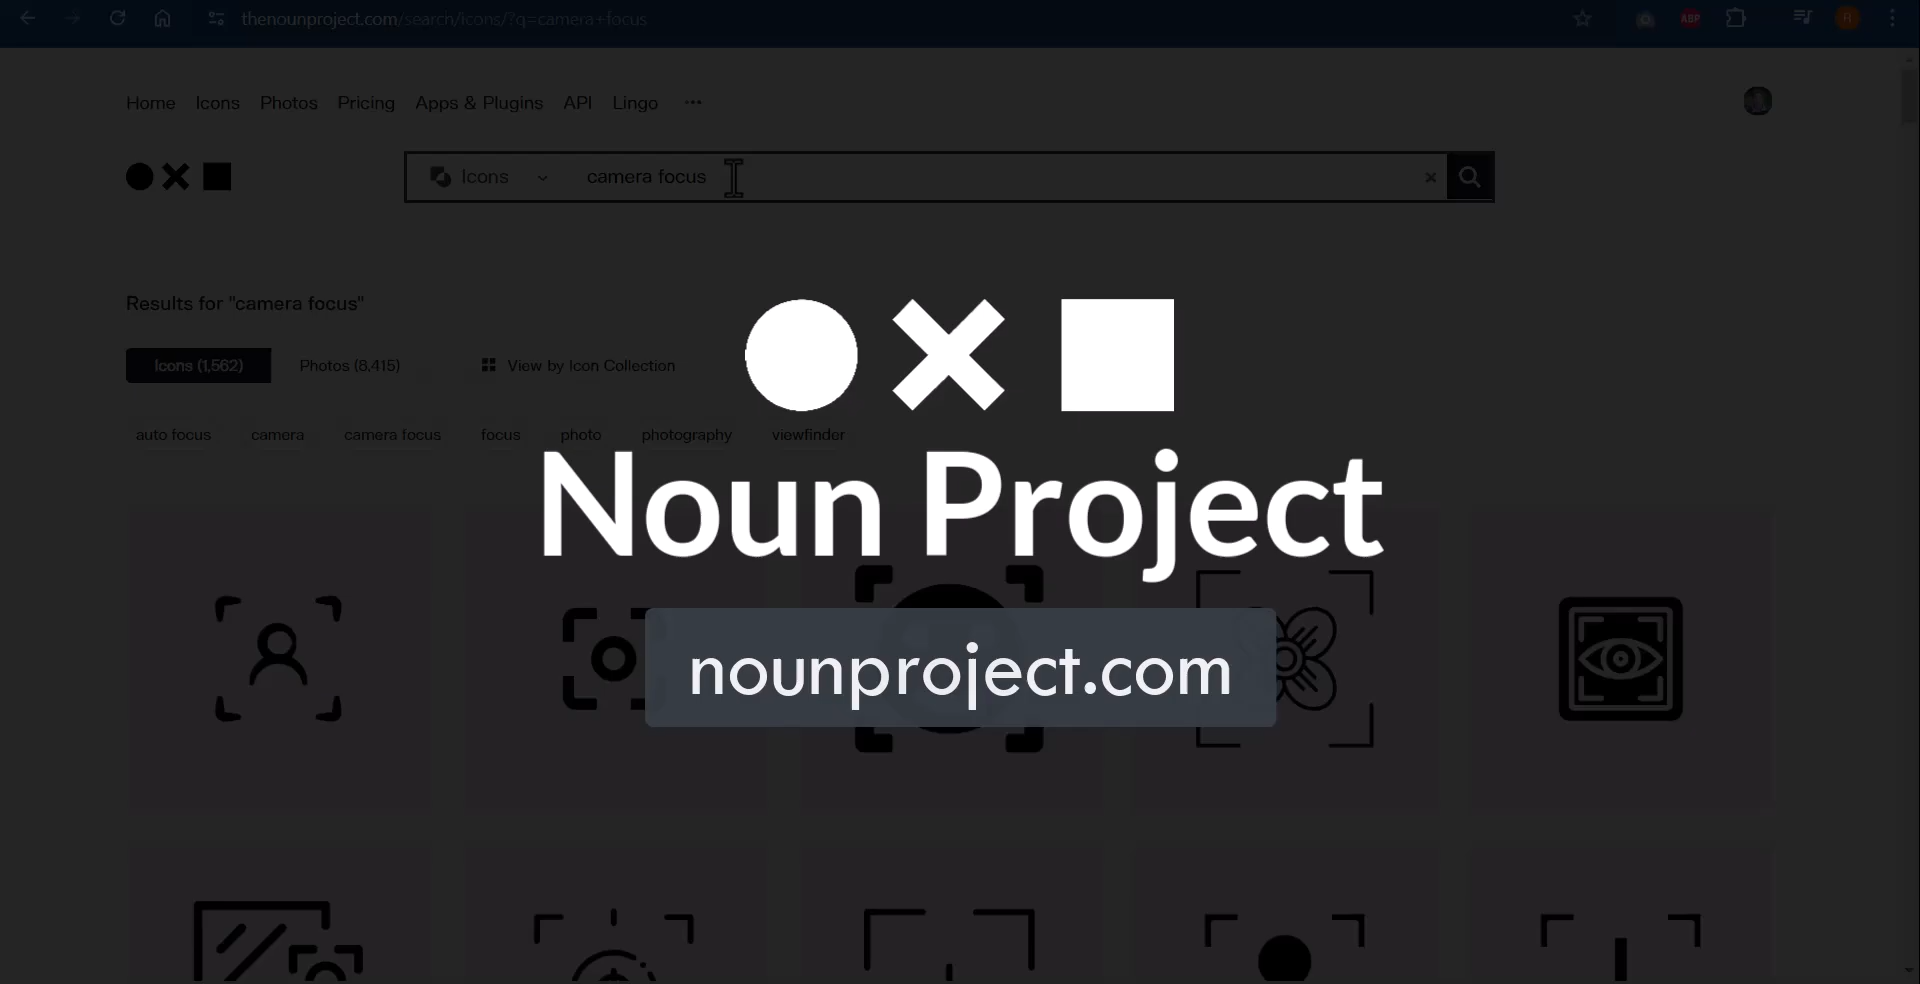 thenounproject.com/search/icons/?q=camera+focus
ABP
FJ
Home Icons Photos Pricing Apps & Plugins API Lingo ...
Icons camera focus
Results for "camera focus"
Icons (1,562) Photos (8,415) View by Icon Collection
auto focus camera camera focus focus photo photography viewfinder
Noun Project
nounproject.com